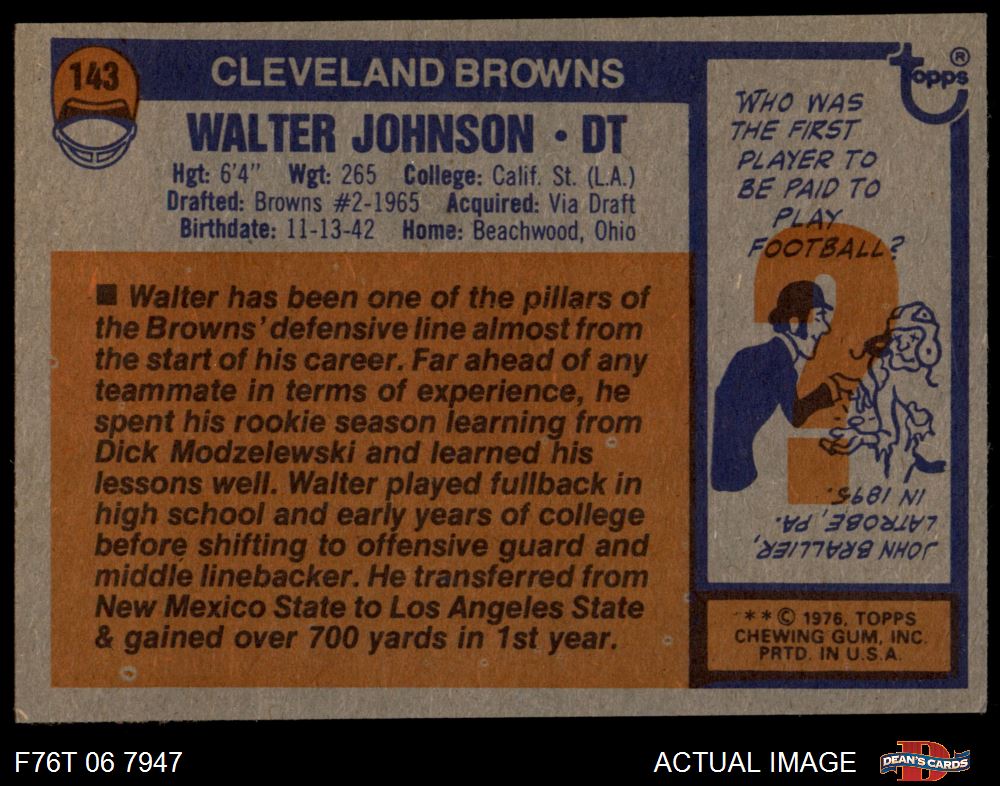 143
CLEVELAND BROWNS
WALTER JOHNSON • DT
Hgt: 6'4" Wgt: 265 College: Calif. St. (L.A.)
Drafted: Browns #2-1965 Acquired: Via Draft
Birthdate: 11-13-42 Home: Beachwood, Ohio
■ Walter has been one of the pillars of
the Browns' defensive line almost from
the start of his career. Far ahead of any
teammate in terms of experience, he
spent his rookie season learning from
Dick Modzelewski and learned his
lessons well. Walter played fullback in
high school and early years of college
before shifting to offensive guard and
middle linebacker. He transferred from
New Mexico State to Los Angeles State
& gained over 700 yards in 1st year.
topps®
WHO WAS
THE FIRST
PLAYER TO
BE PAID TO
PLAY
FOOTBALL?
?
JOHN BRALLIER,
LATROBE, PA.
IN 1895.
**© 1976, TOPPS
CHEWING GUM, INC.
PRTD. IN U.S.A.
F76T 06 7947
ACTUAL IMAGE
D
DEAN'S CARDS